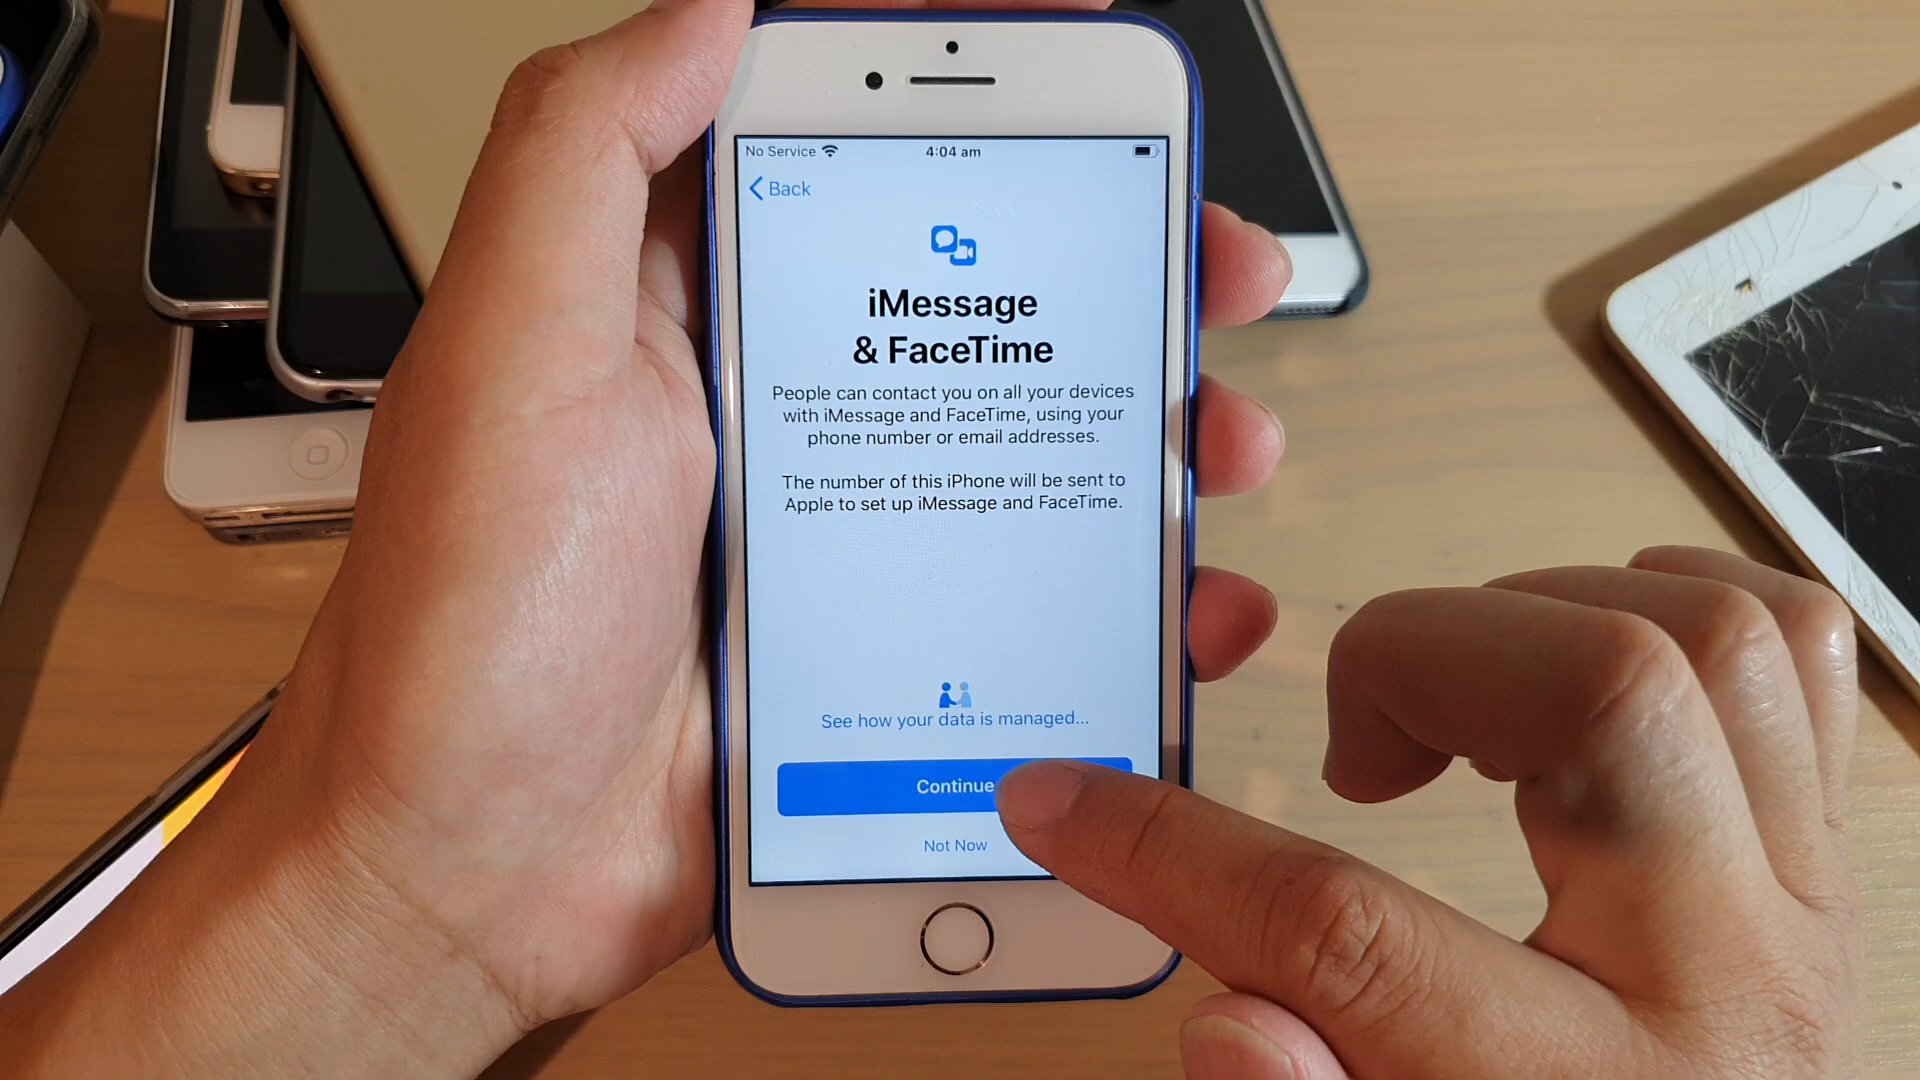 No Service 4:04 am
Back
iMessage
& FaceTime
People can contact you on all your devices
with iMessage and FaceTime, using your
phone number or email addresses.
The number of this iPhone will be sent to
Apple to set up iMessage and FaceTime.
See how your data is managed...
Continue
Not Now